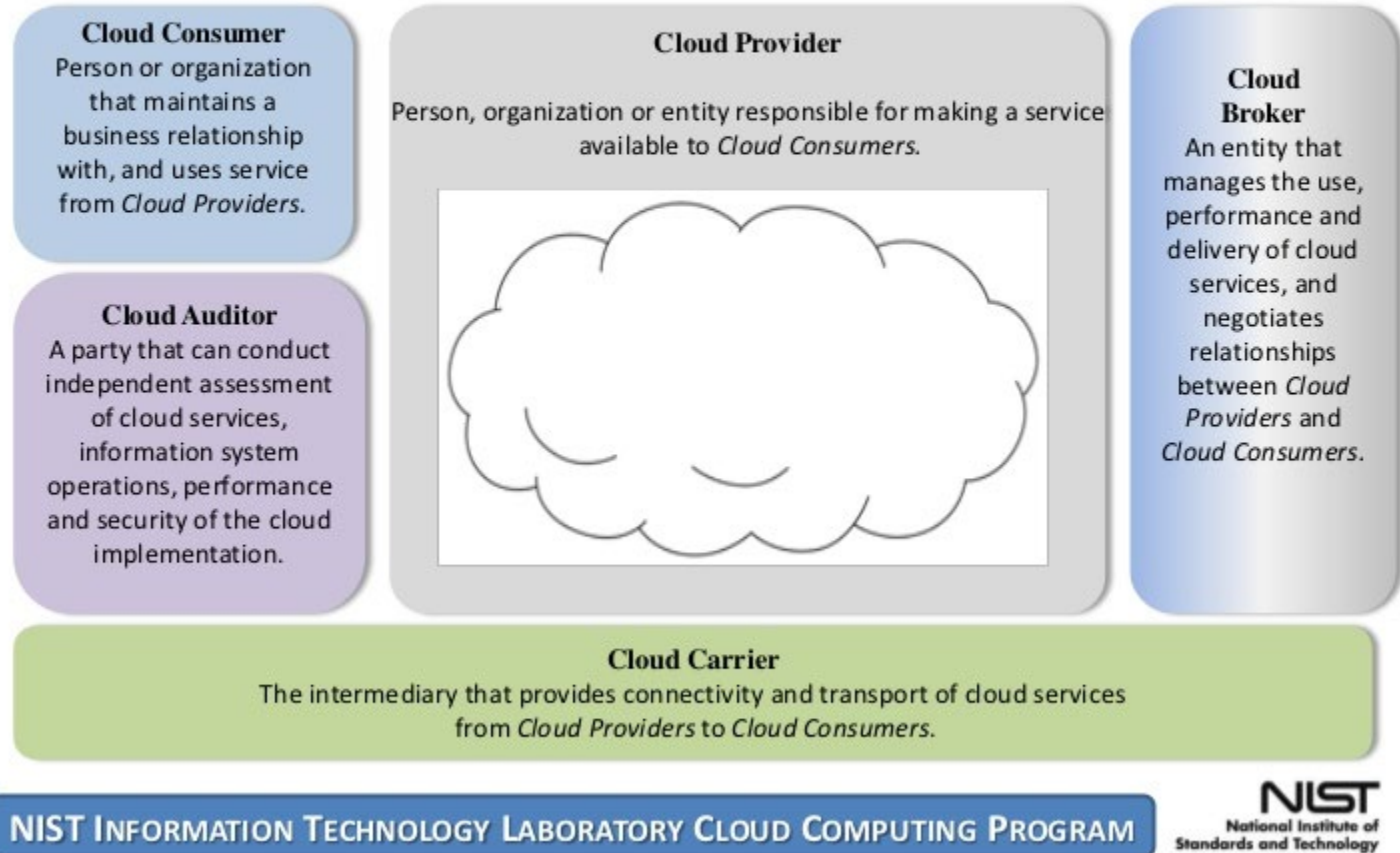 Cloud Consumer
Person or organization
that maintains a
business relationship
with, and uses service
from Cloud Providers.
Cloud Auditor
A party that can conduct
independent assessment
of cloud services,
information system
operations, performance
and security of the cloud
implementation.
Cloud Provider
Person, organization or entity responsible for making a service
available to Cloud Consumers.
Cloud
Broker
An entity that
manages the use,
performance and
delivery of cloud
services, and
negotiates
relationships
between Cloud
Providers and
Cloud Consumers.
Cloud Carrier
The intermediary that provides connectivity and transport of cloud services
from Cloud Providers to Cloud Consumers.
NIST INFORMATION TECHNOLOGY LABORATORY CLOUD COMPUTING PROGRAM
NIST
National Institute of
Standards and Technology